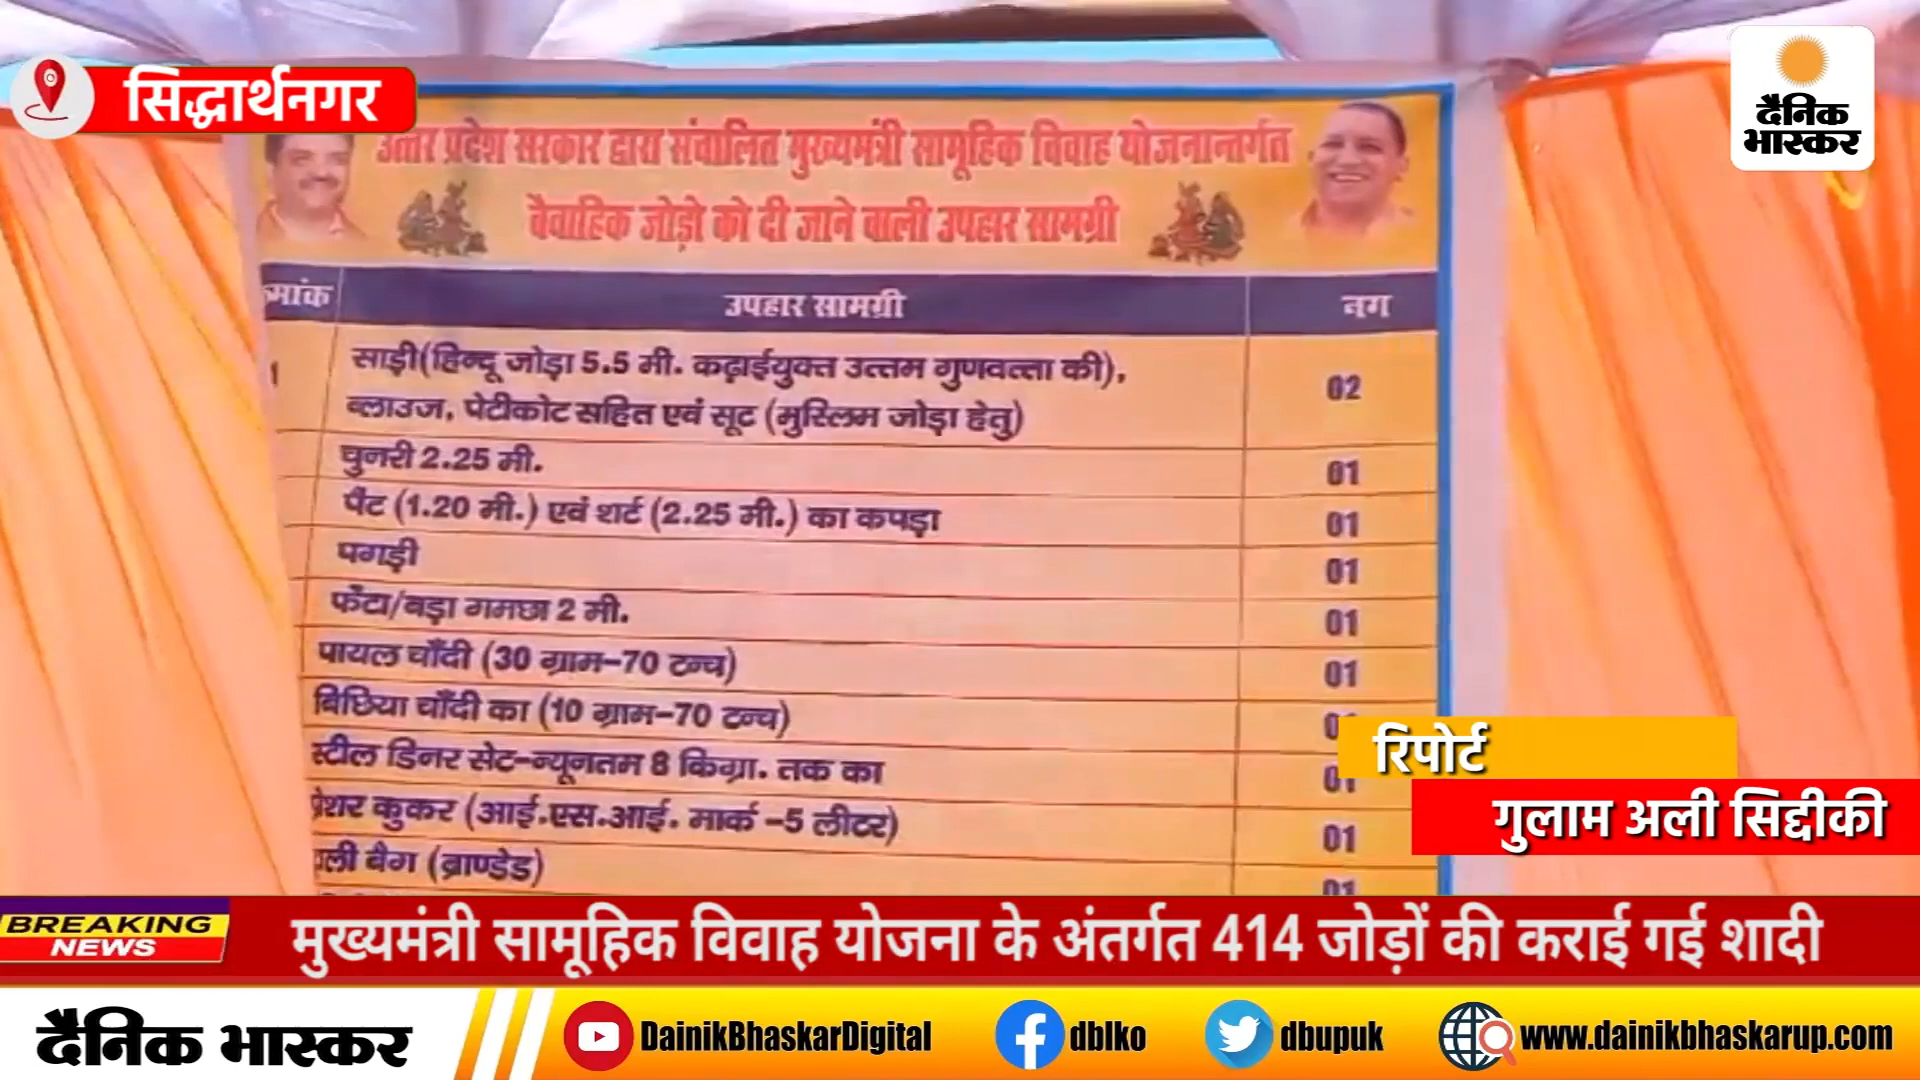 सिद्धार्थनगर
दैनिक
भास्कर
उत्तर प्रदेश सरकार द्वारा संचालित मुख्यमंत्री सामूहिक विवाह योजनान्तर्गत
वैवाहिक जोड़ो को दी जाने वाली उपहार सामग्री
मांक उपहार सामग्री नग
1 साड़ी(हिन्दू जोड़ा 5.5 मी. कढ़ाईयुक्त उत्तम गुणवत्ता की),
ब्लाउज, पेटीकोट सहित एवं सूट (मुस्लिम जोड़ा हेतु) 02
चुनरी 2.25 मी. 01
पैंट (1.20 मी.) एवं शर्ट (2.25 मी.) का कपड़ा 01
पगड़ी 01
फेंटा/बड़ा गमछा 2 मी. 01
पायल चाँदी (30 ग्राम-70 टन्च) 01
बिछिया चाँदी का (10 ग्राम-70 टन्च)
स्टील डिनर सेट-न्यूनतम 8 किग्रा. तक का 01
प्रेशर कुकर (आई.एस.आई. मार्क -5 लीटर) 01
बैग (ब्राण्डेड) 01
रिपोर्ट
गुलाम अली सिद्दीकी
BREAKING
NEWS
मुख्यमंत्री सामूहिक विवाह योजना के अंतर्गत 414 जोड़ों की कराई गई शादी
दैनिक भास्कर DainikBhaskarDigital dblko dbupuk www.dainikbhaskarup.com